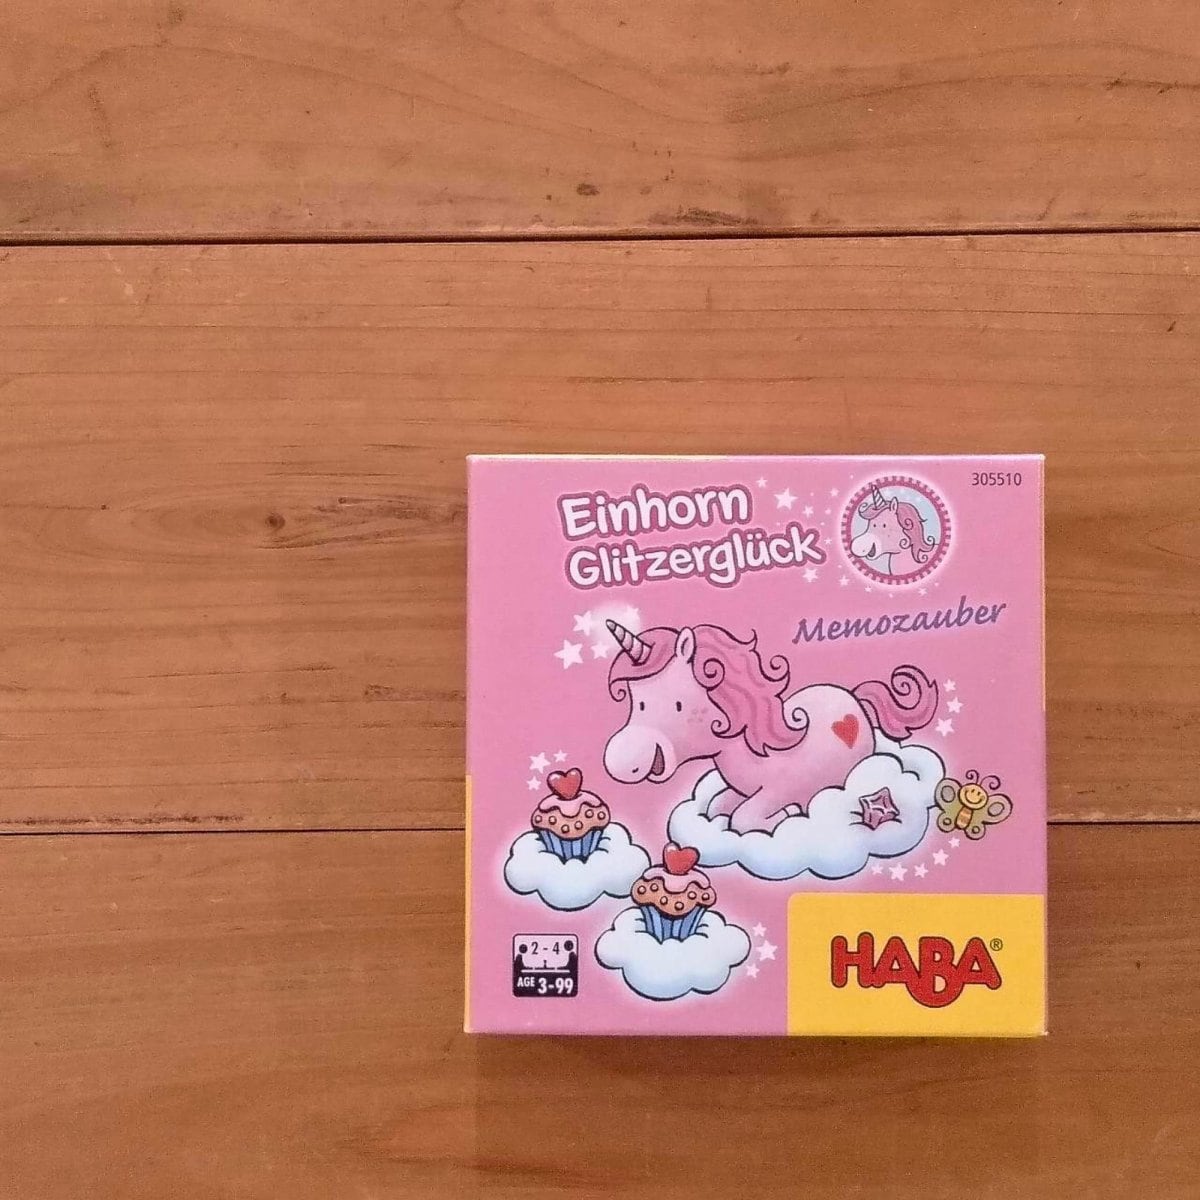 305510
Einhorn
Glitzerglück
Memozauber
2 - 4
AGE 3-99
HABA®